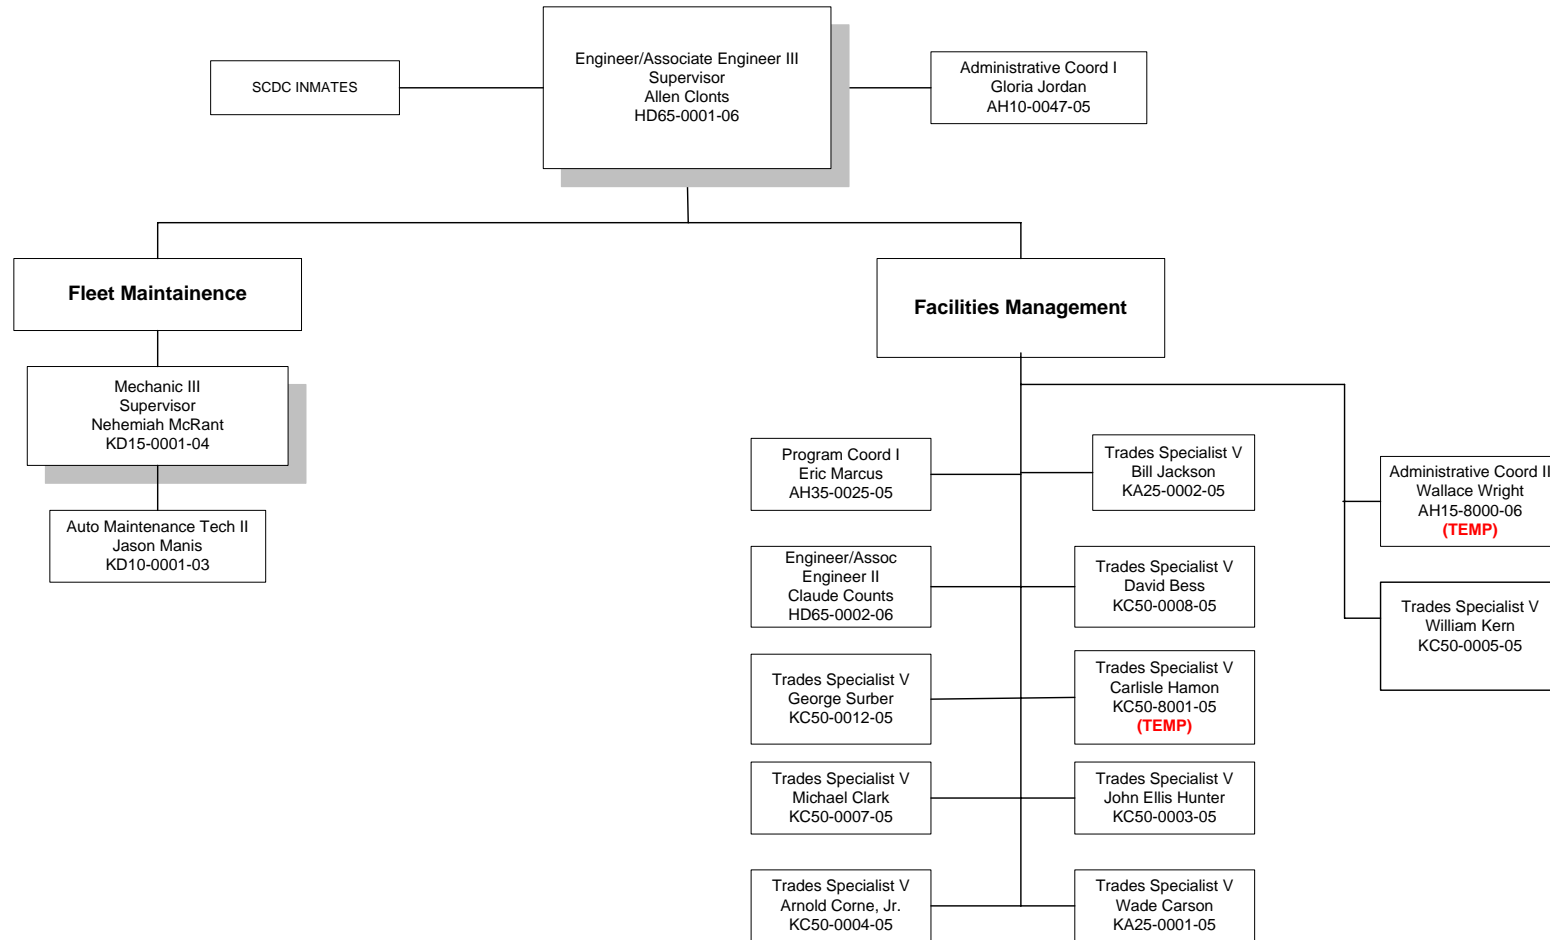 SCDC INMATES
Engineer/Associate Engineer III
Supervisor
Allen Clonts
HD65-0001-06
Administrative Coord I
Gloria Jordan
AH10-0047-05
Fleet Maintainence
Facilities Management
Mechanic III
Supervisor
Nehemiah McRant
KD15-0001-04
Auto Maintenance Tech II
Jason Manis
KD10-0001-03
Program Coord I
Eric Marcus
AH35-0025-05
Trades Specialist V
Bill Jackson
KA25-0002-05
Administrative Coord II
Wallace Wright
AH15-8000-06
(TEMP)
Engineer/Assoc
Engineer II
Claude Counts
HD65-0002-06
Trades Specialist V
David Bess
KC50-0008-05
Trades Specialist V
William Kern
KC50-0005-05
Trades Specialist V
George Surber
KC50-0012-05
Trades Specialist V
Carlisle Hamon
KC50-8001-05
(TEMP)
Trades Specialist V
Michael Clark
KC50-0007-05
Trades Specialist V
John Ellis Hunter
KC50-0003-05
Trades Specialist V
Arnold Corne, Jr.
KC50-0004-05
Trades Specialist V
Wade Carson
KA25-0001-05